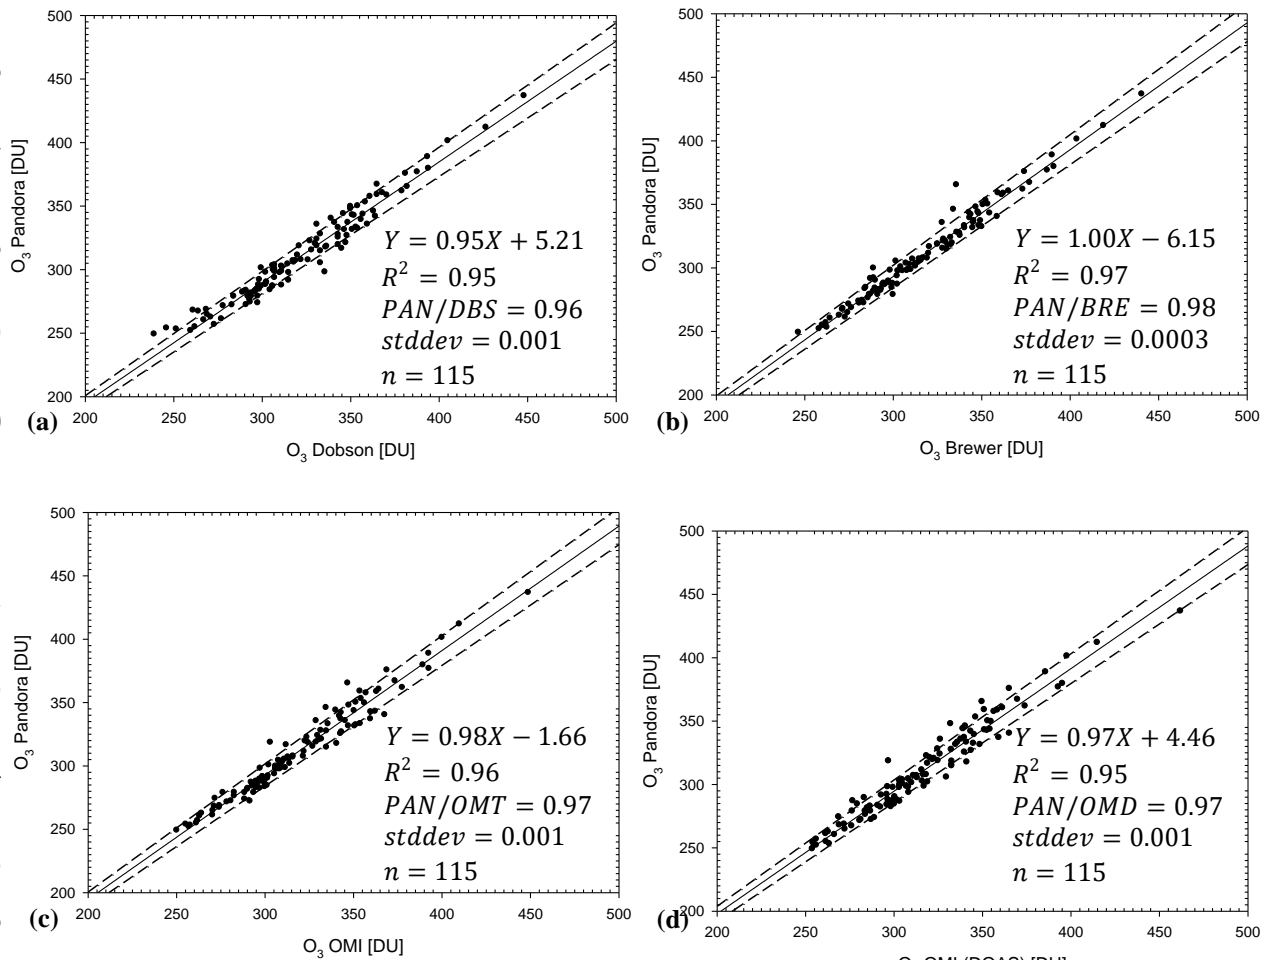 500
450
400
350
300
250
200
200 250 300 350 400 450 500
O3 Pandora [DU]
O3 Dobson [DU]
(a)
Y = 0.95X + 5.21
R² = 0.95
PAN/DBS = 0.96
stddev = 0.001
n = 115
500
450
400
350
300
250
200
200 250 300 350 400 450 500
O3 Pandora [DU]
O3 Brewer [DU]
(b)
Y = 1.00X − 6.15
R² = 0.97
PAN/BRE = 0.98
stddev = 0.0003
n = 115
500
450
400
350
300
250
200
200 250 300 350 400 450 500
O3 Pandora [DU]
O3 OMI [DU]
(c)
Y = 0.98X − 1.66
R² = 0.96
PAN/OMT = 0.97
stddev = 0.001
n = 115
500
450
400
350
300
250
200
200 250 300 350 400 450 500
O3 Pandora [DU]
OMI (DOAS) [DU]
(d)
Y = 0.97X + 4.46
R² = 0.95
PAN/OMD = 0.97
stddev = 0.001
n = 115